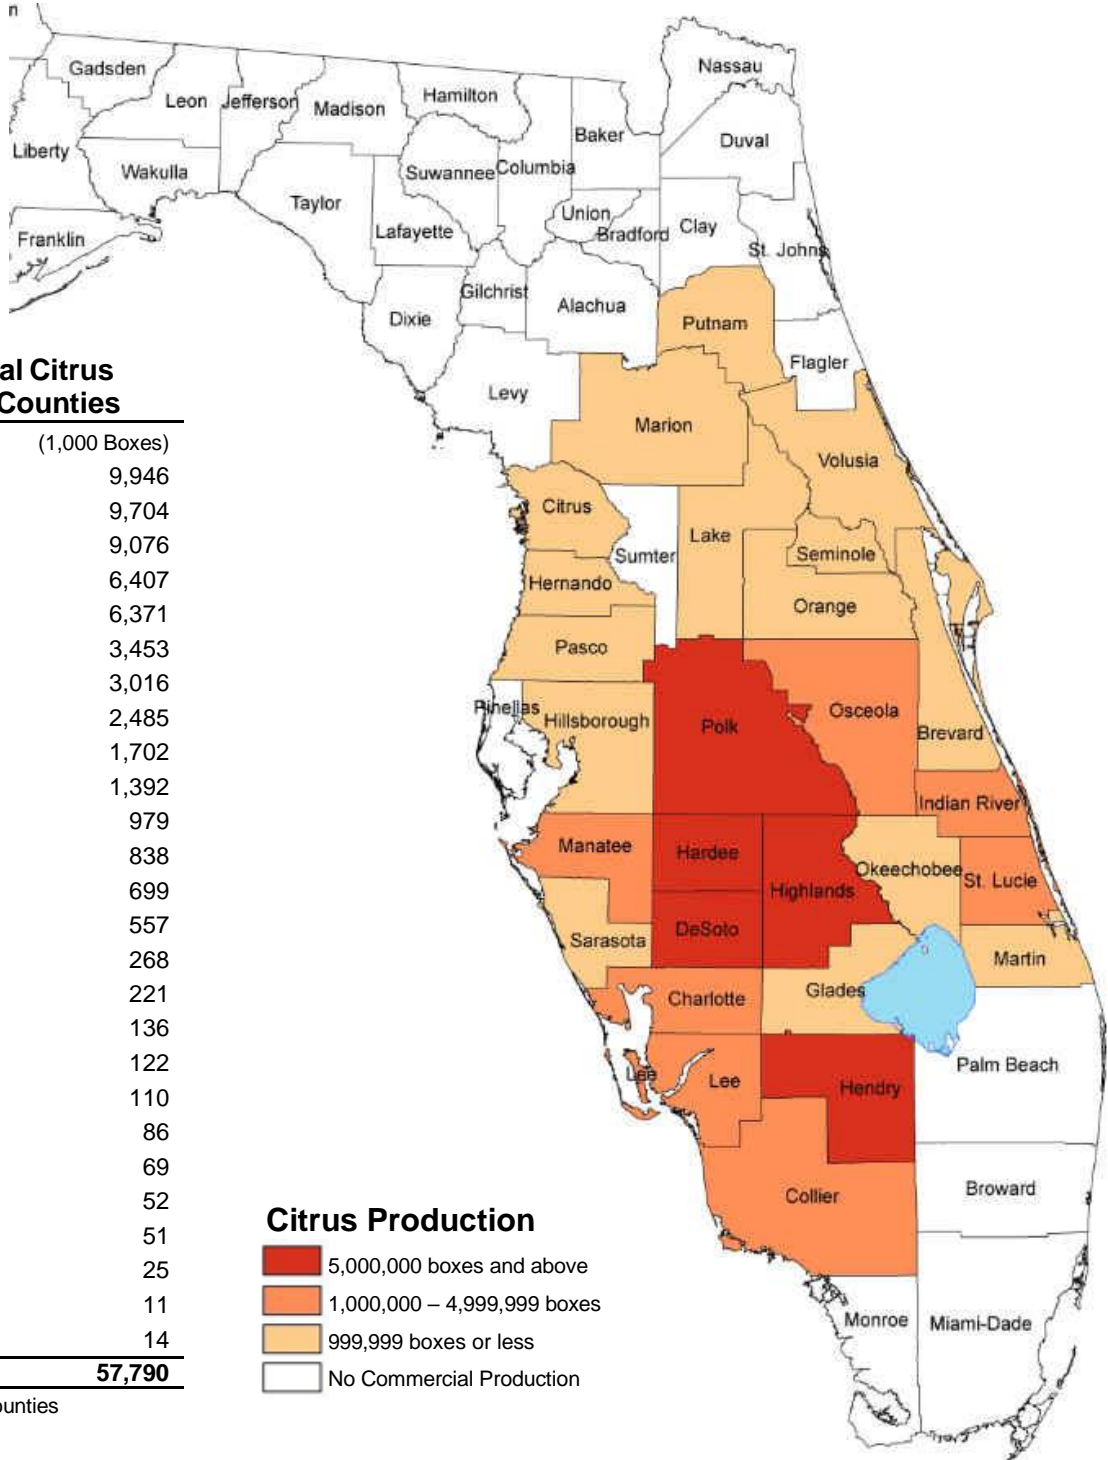 n
Gadsden
Leon
Jefferson
Madison
Hamilton
Nassau
Baker
Duval
Liberty
Wakulla
Suwannee
Columbia
Taylor
Lafayette
Union
Bradford
Clay
St. Johns
Franklin
Gilchrist
Alachua
Dixie
Putnam
Flagler
Levy
Marion
Volusia
Citrus
Sumter
Lake
Seminole
Hernando
Orange
Pasco
Pinellas
Hillsborough
Polk
Osceola
Brevard
Indian River
Manatee
Hardee
Highlands
Okeechobee
St. Lucie
DeSoto
Sarasota
Martin
Charlotte
Glades
Palm Beach
Lee
Lee
Hendry
Collier
Broward
Monroe
Miami-Dade
al Citrus
Counties
(1,000 Boxes)
9,946
9,704
9,076
6,407
6,371
3,453
3,016
2,485
1,702
1,392
979
838
699
557
268
221
136
122
110
86
69
52
51
25
11
14
57,790
ounties
Citrus Production
5,000,000 boxes and above
1,000,000 – 4,999,999 boxes
999,999 boxes or less
No Commercial Production